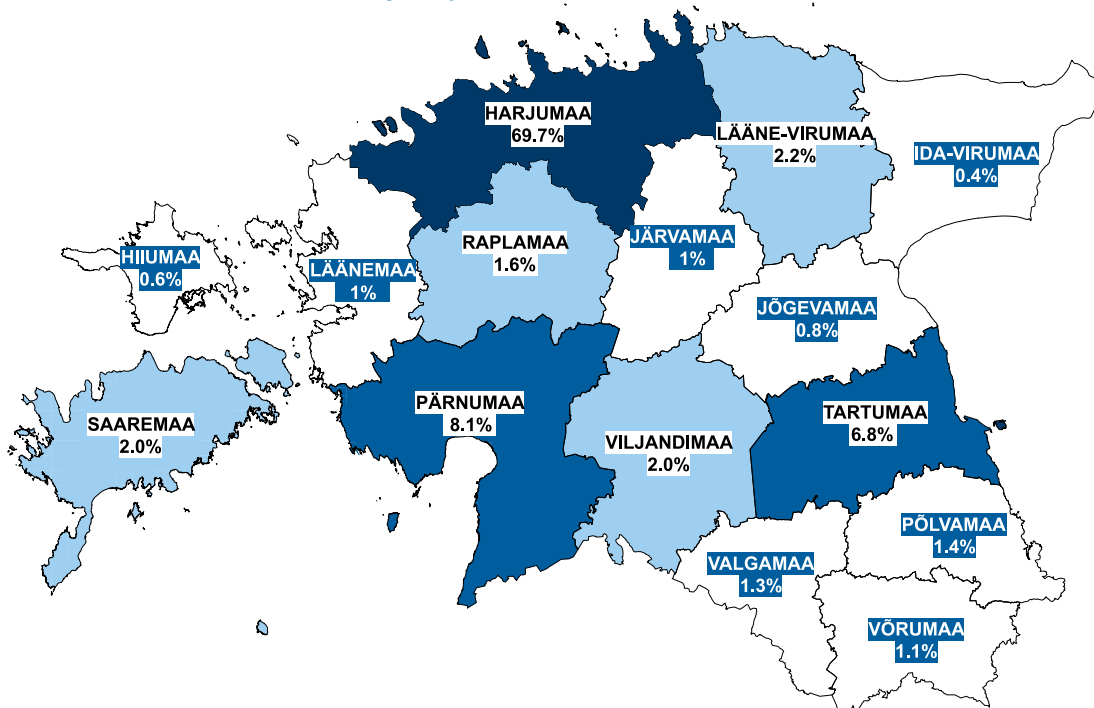 HARJUMAA
69.7%
LÄÄNE-VIRUMAA
2.2%
IDA-VIRUMAA
0.4%
HIIUMAA
0.6%
LÄÄNEMAA
1%
RAPLAMAA
1.6%
JÄRVAMAA
1%
JÕGEVAMAA
0.8%
SAAREMAA
2.0%
PÄRNUMAA
8.1%
VILJANDIMAA
2.0%
TARTUMAA
6.8%
PÕLVAMAA
1.4%
VALGAMAA
1.3%
VÕRUMAA
1.1%